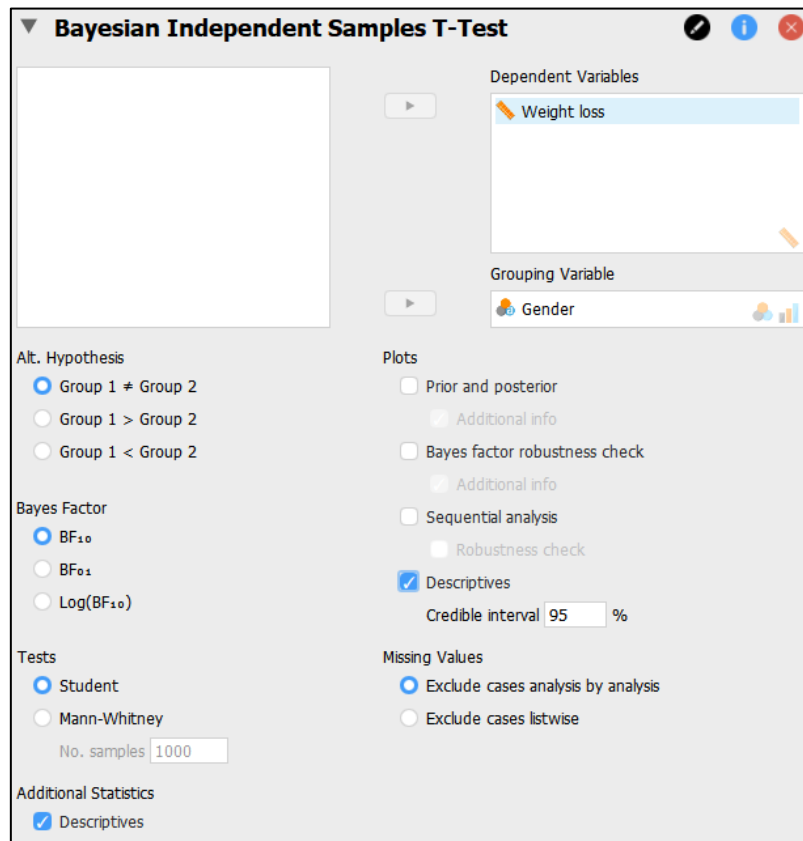 Bayesian Independent Samples T-Test
Dependent Variables
Weight loss
Grouping Variable
Gender
Alt. Hypothesis
Group 1 ≠ Group 2
Group 1 > Group 2
Group 1 < Group 2
Bayes Factor
BF₁₀
BF₀₁
Log(BF₁₀)
Tests
Student
Mann-Whitney
No. samples 1000
Additional Statistics
Descriptives
Plots
Prior and posterior
Additional info
Bayes factor robustness check
Additional info
Sequential analysis
Robustness check
Descriptives
Credible interval 95 %
Missing Values
Exclude cases analysis by analysis
Exclude cases listwise